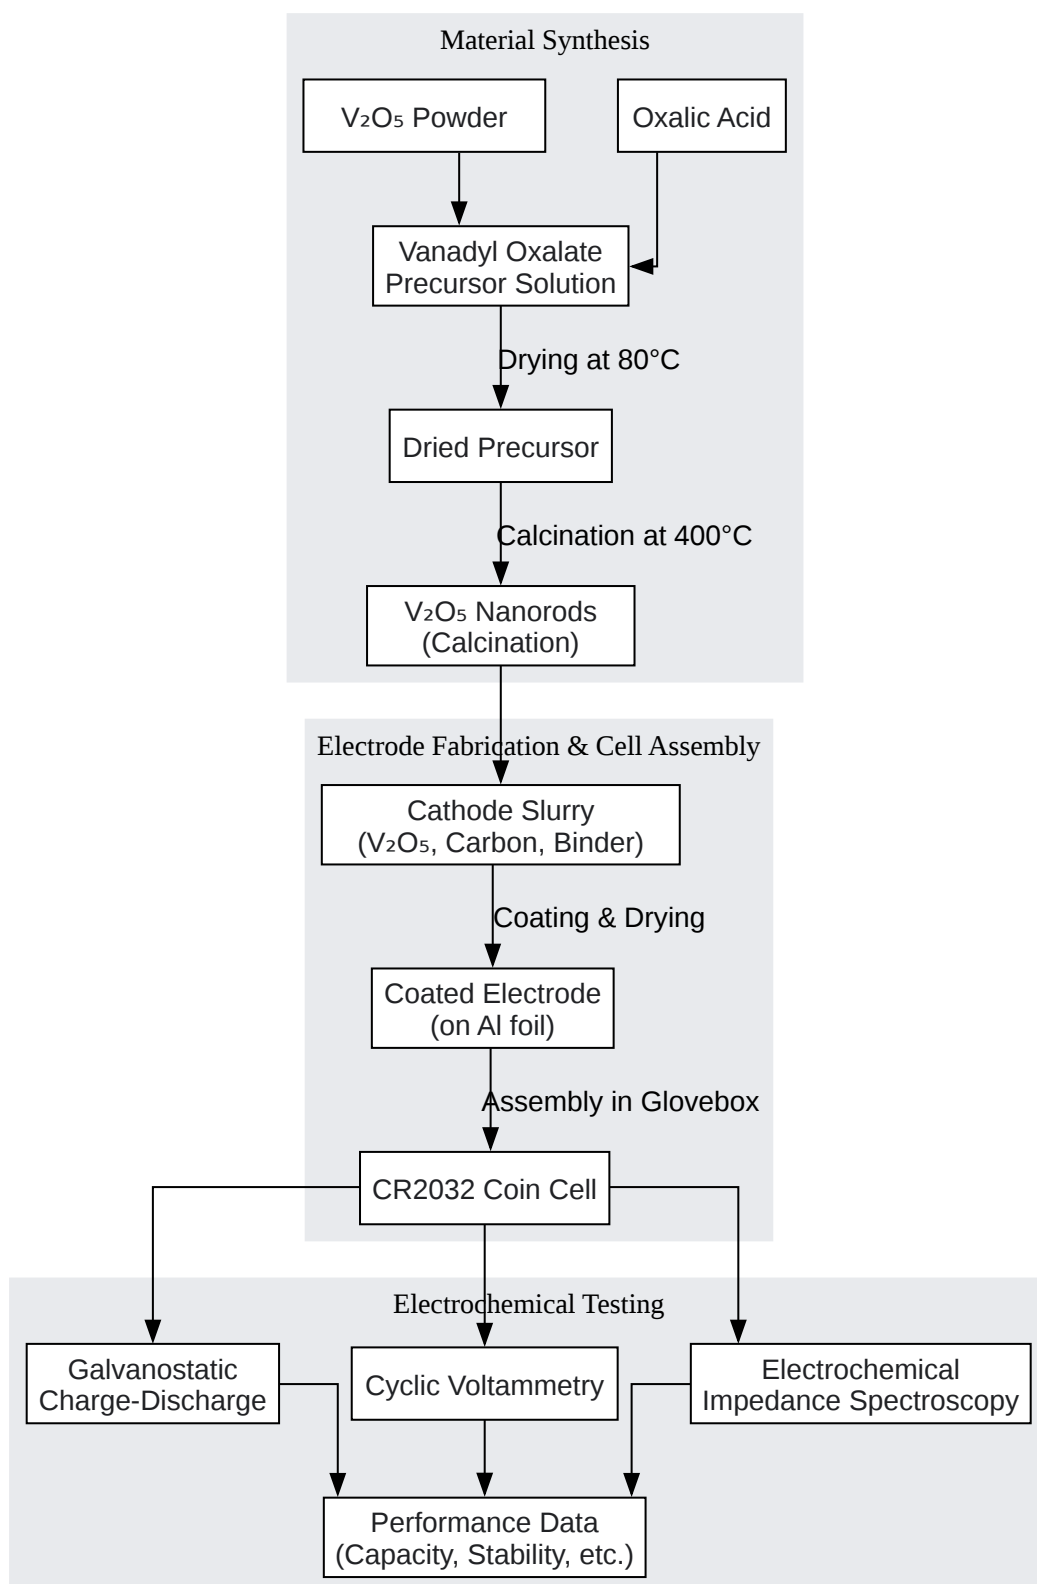 Material Synthesis
V₂O₅ Powder
Oxalic Acid
Vanadyl Oxalate
Precursor Solution
Drying at 80°C
Dried Precursor
Calcination at 400°C
V₂O₅ Nanorods
(Calcination)
Electrode Fabrication & Cell Assembly
Cathode Slurry
(V₂O₅, Carbon, Binder)
Coating & Drying
Coated Electrode
(on Al foil)
Assembly in Glovebox
CR2032 Coin Cell
Electrochemical Testing
Galvanostatic
Charge-Discharge
Cyclic Voltammetry
Electrochemical
Impedance Spectroscopy
Performance Data
(Capacity, Stability, etc.)